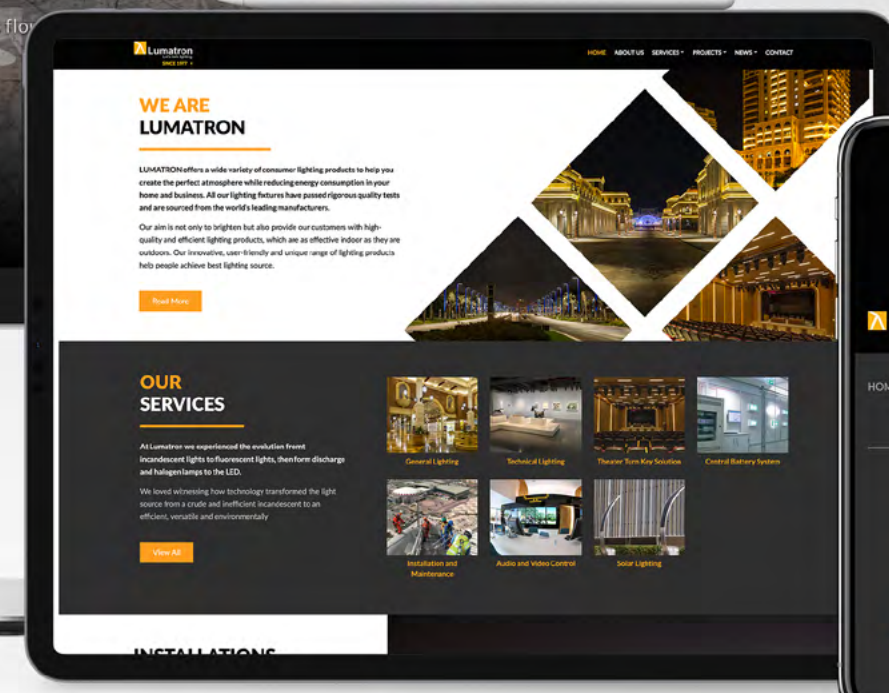 flo
Lumatron
SINCE 1977
HOME ABOUT US SERVICES PROJECTS NEWS CONTACT
WE ARE
LUMATRON
LUMATRON offers a wide variety of consumer lighting products to help you
create the perfect atmosphere while reducing energy consumption in your
home and business. All our lighting fixtures have passed rigorous quality tests
and are sourced from the world's leading manufacturers.
Our aim is not only to brighten but also provide our customers with high-
quality and efficient lighting products, which are as effective indoor as they are
outdoors. Our innovative, user-friendly and unique range of lighting products
help people achieve best lighting source.
Read More
OUR
SERVICES
At Lumatron we experienced the evolution fromt
incandescent lights to fluorescent lights, then form discharge
and halogen lamps to the LED.
We loved witnessing how technology transformed the light
source from a crude and inefficient incandescent to an
efficient, versatile and environmentally
View All
General Lighting
Technical Lighting
Theater Turn Key Solution
Central Battery System
Installation and
Maintenance
Audio and Video Control
Solar Lighting
INSTALLATIONS
HOM